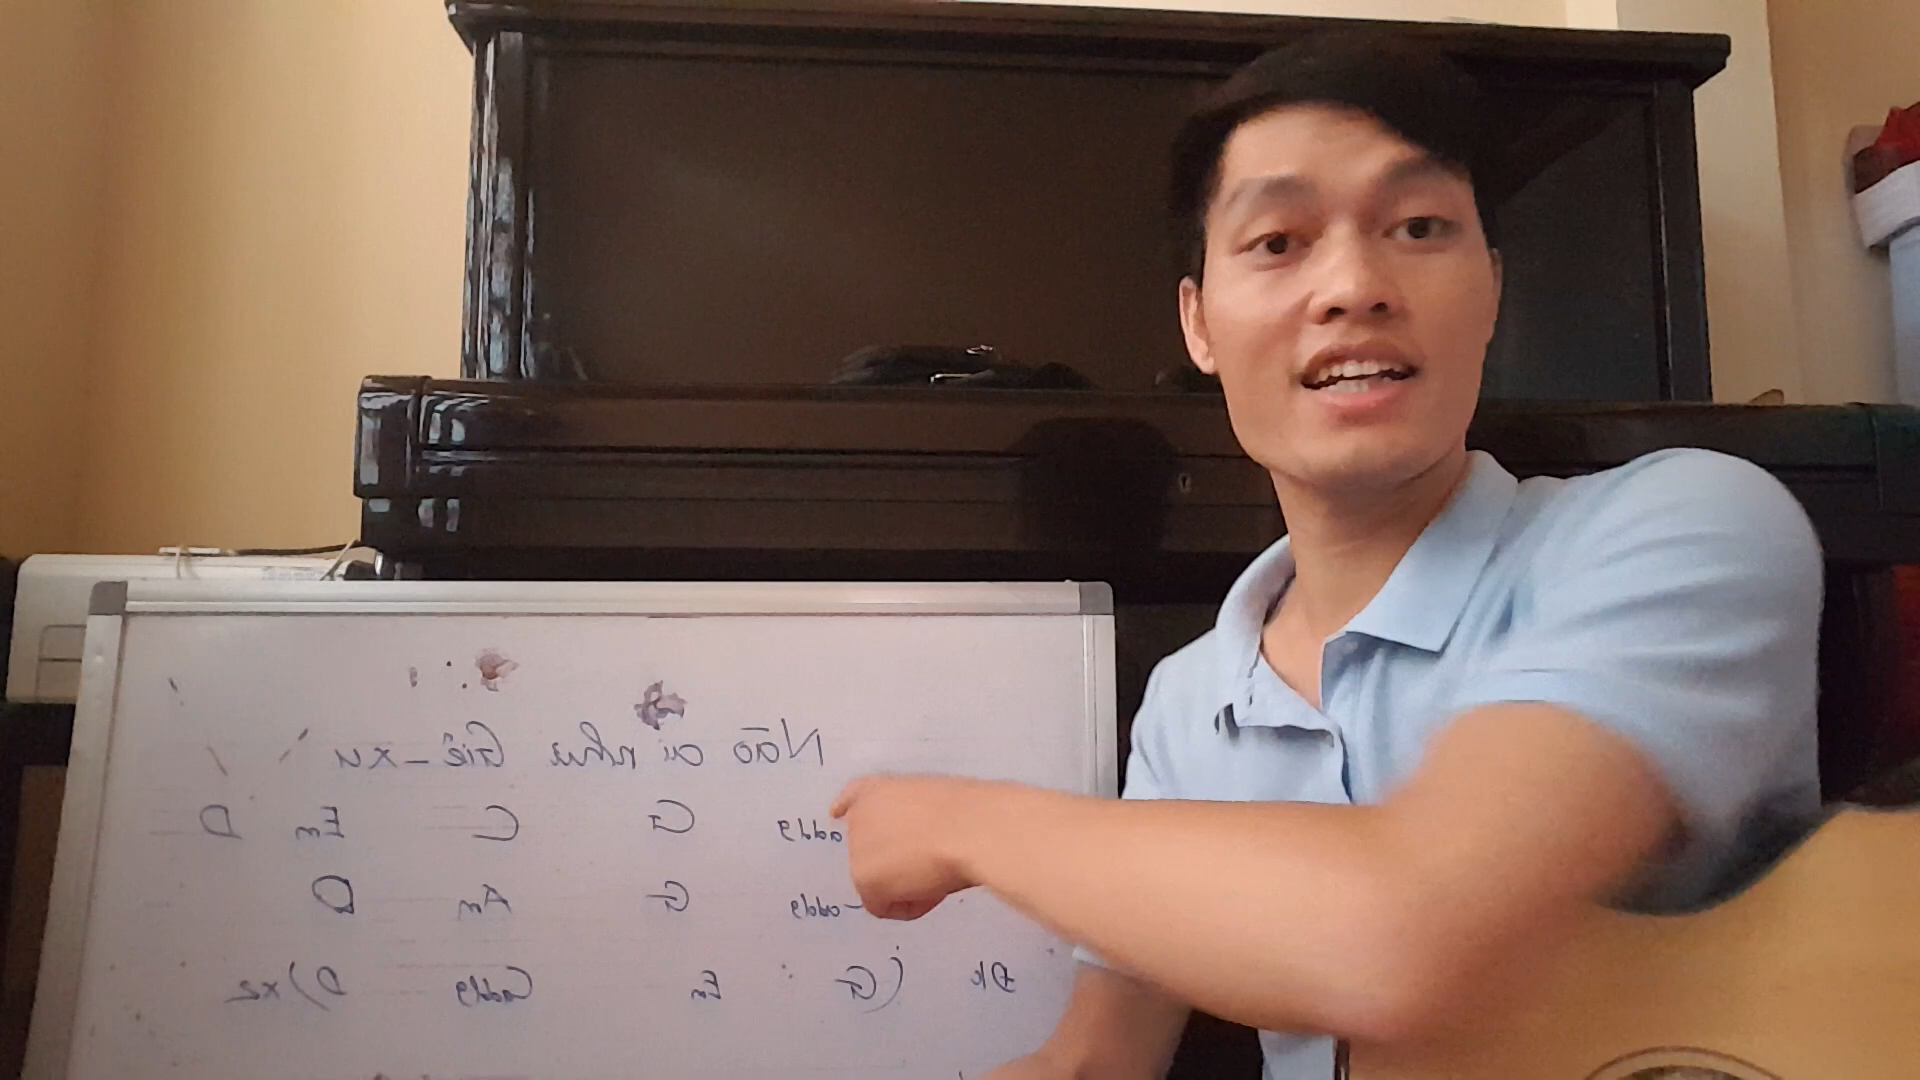 Nào ai như Giê-xu
add9 G C Em D
-add9 G Am D
Đk (G Em Cadd9 D) x2